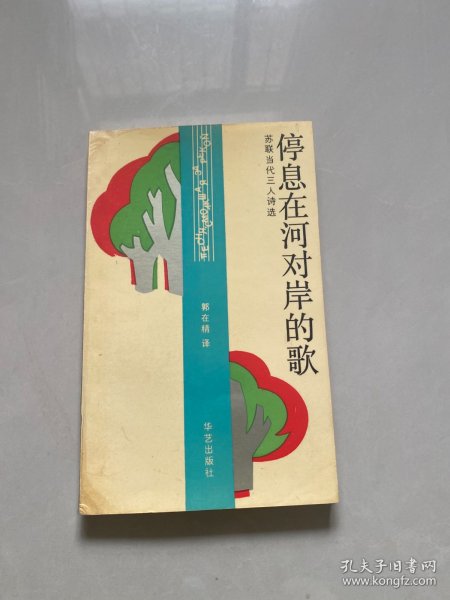 停息在河对岸的歌
苏联当代三人诗选
郭在精 译
华艺出版社
孔夫子旧书网
www.kongfz.com